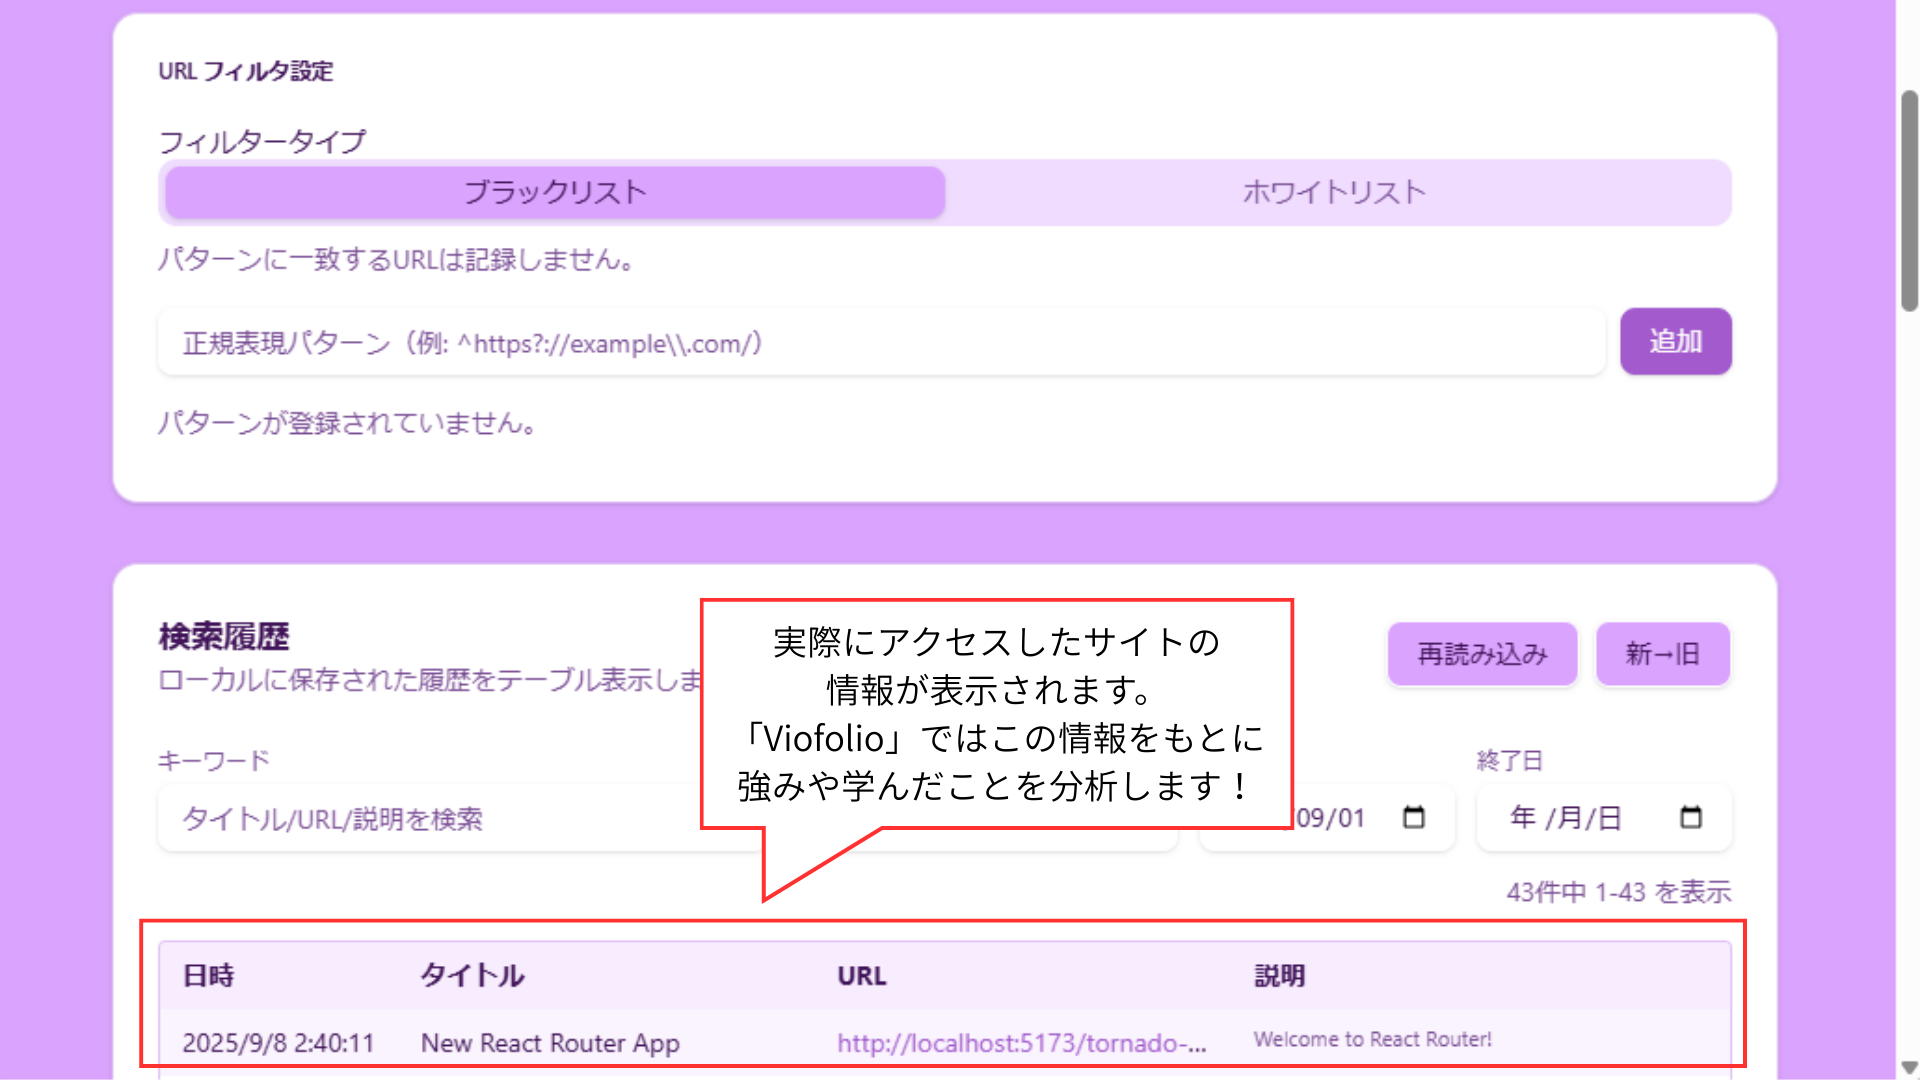 URL フィルタ設定
フィルタータイプ
ブラックリスト
ホワイトリスト
パターンに一致するURLは記録しません。
正規表現パターン（例: ^https?://example\\.com/）
追加
パターンが登録されていません。
検索履歴
ローカルに保存された履歴をテーブル表示しま
再読み込み
新→旧
実際にアクセスしたサイトの
情報が表示されます。
「Viofolio」ではこの情報をもとに
強みや学んだことを分析します！
キーワード
終了日
タイトル/URL/説明を検索
/09/01
年 /月/日
43件中 1-43 を表示
日時 タイトル URL 説明
2025/9/8 2:40:11 New React Router App http://localhost:5173/tornado-... Welcome to React Router!